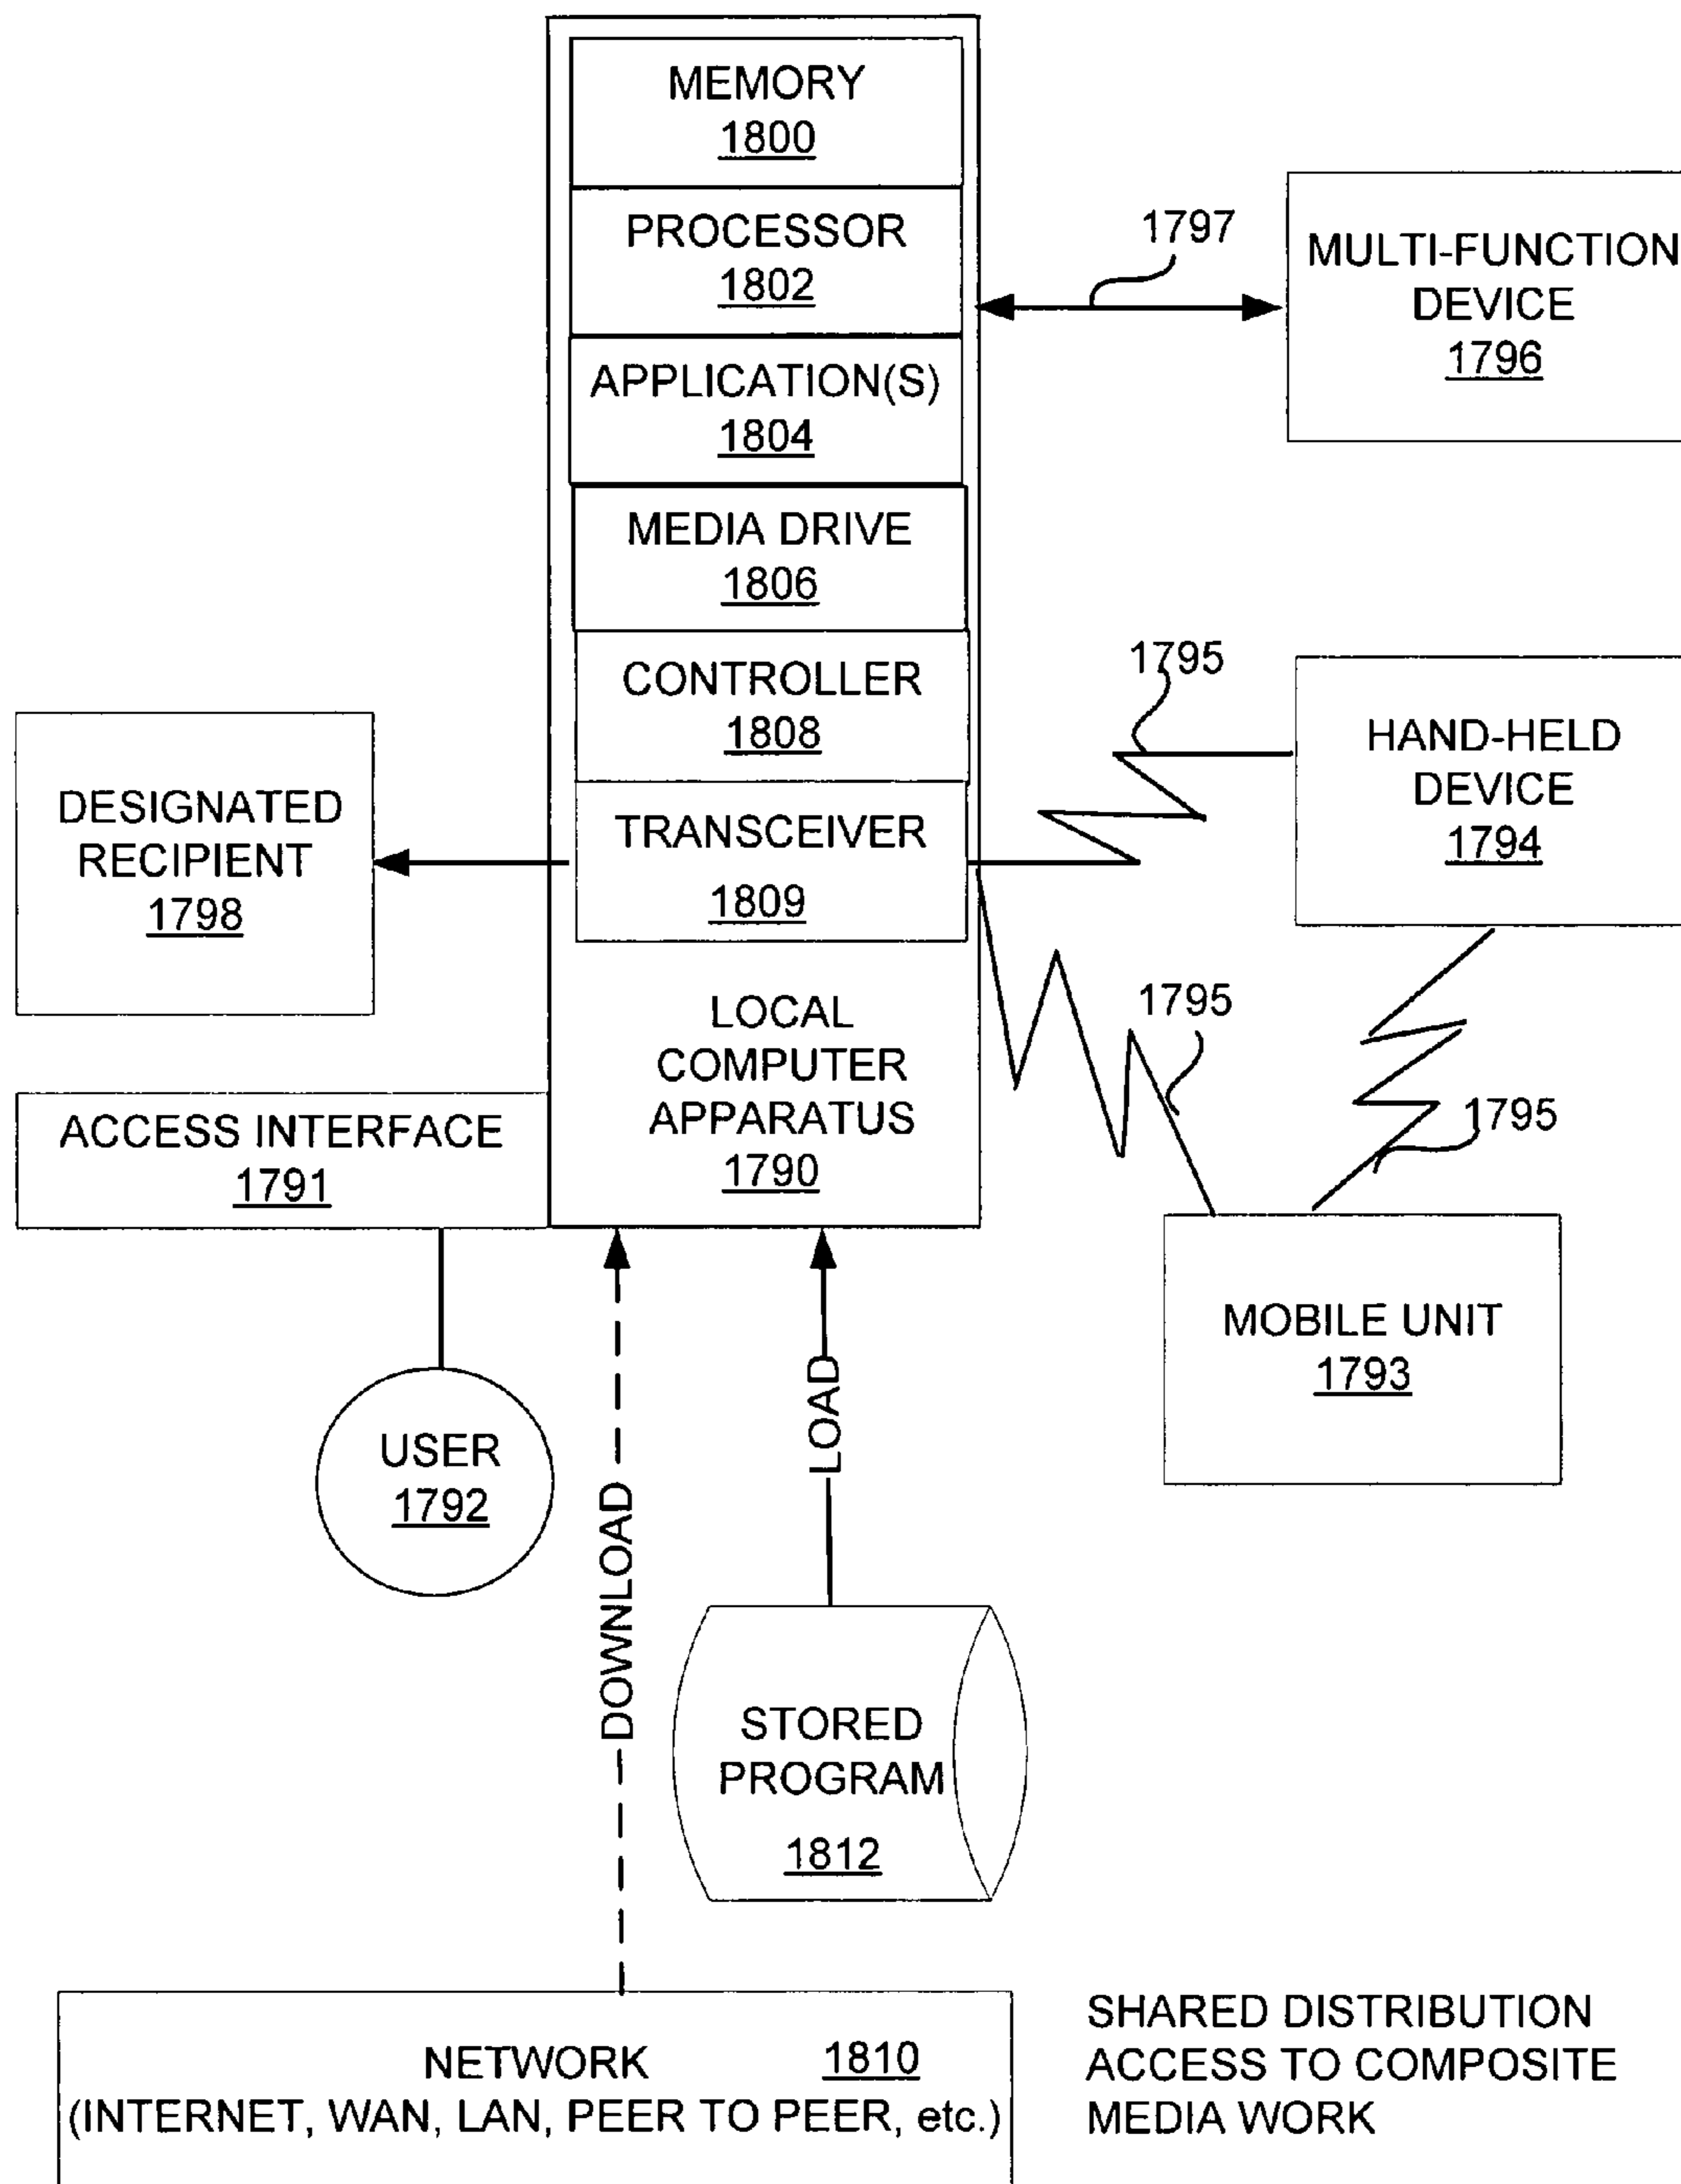 MEMORY
1800
PROCESSOR
1802
APPLICATION(S)
1804
MEDIA DRIVE
1806
CONTROLLER
1808
TRANSCEIVER
1809
LOCAL
COMPUTER
APPARATUS
1790
1797
MULTI-FUNCTION
DEVICE
1796
1795
HAND-HELD
DEVICE
1794
DESIGNATED
RECIPIENT
1798
1795
1795
ACCESS INTERFACE
1791
MOBILE UNIT
1793
USER
1792
LOAD
DOWNLOAD
STORED
PROGRAM
1812
NETWORK 1810
(INTERNET, WAN, LAN, PEER TO PEER, etc.)
SHARED DISTRIBUTION
ACCESS TO COMPOSITE
MEDIA WORK